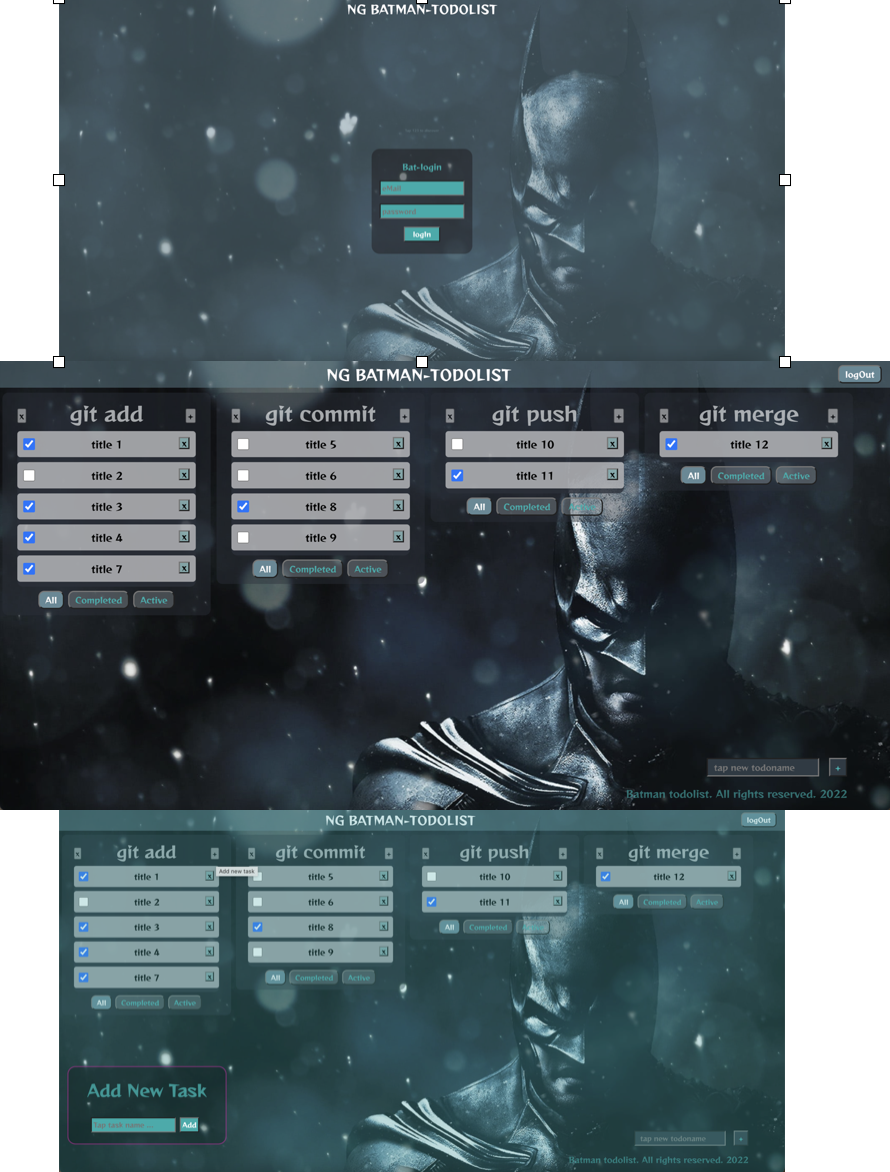 NG BATMAN-TODOLIST
Bat-login
eMail
password
logIn
NG BATMAN-TODOLIST
logOut
x git add +
x git commit +
x git push +
x git merge +
title 1 x
title 5 x
title 10 x
title 12 x
title 2 x
title 6 x
title 11 x
All Completed Active
title 3 x
title 8 x
All Completed
title 4 x
title 9 x
title 7 x
All Completed Active
All Completed Active
tap new todoname +
Batman todolist. All rights reserved. 2022
NG BATMAN-TODOLIST
logOut
x git add +
x git commit +
x git push +
x git merge +
Add new task
title 1 x
title 5 x
title 10 x
title 12 x
title 2 x
title 6 x
title 11 x
All Completed Active
title 3 x
title 8 x
All Completed
title 4 x
title 9 x
title 7 x
All Completed Active
All Completed Active
Add New Task
Tap task name ... Add
tap new todoname +
Batman todolist. All rights reserved. 2022